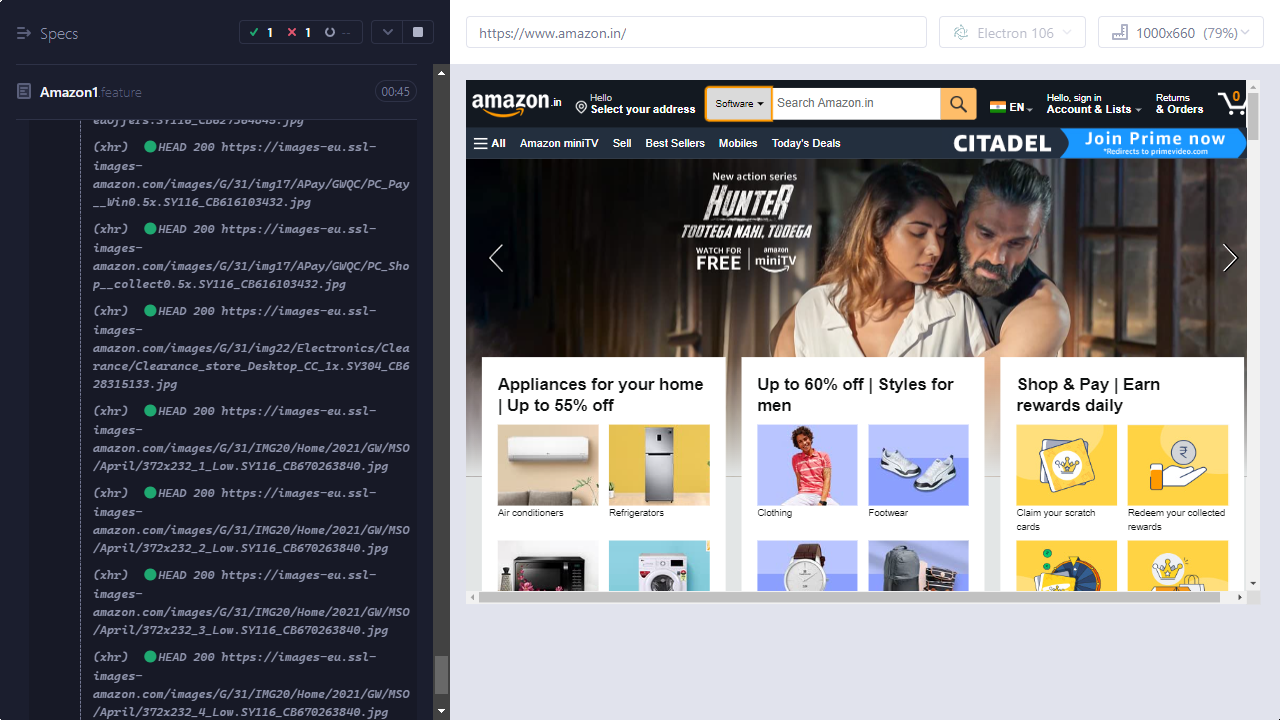 Specs
1
1
--
Amazon1.feature
00:45
(xhr) HEAD 200 https://images-eu.ssl-
images-
amazon.com/images/G/31/img17/APay/GWQC/PC_Pay
__Win0.5x.SY116_CB616103432.jpg
(xhr) HEAD 200 https://images-eu.ssl-
images-
amazon.com/images/G/31/img17/APay/GWQC/PC_Sho
p__collect0.5x.SY116_CB616103432.jpg
(xhr) HEAD 200 https://images-eu.ssl-
images-
amazon.com/images/G/31/img22/Electronics/Clea
rance/Clearance_store_Desktop_CC_1x.SY304_CB6
28315133.jpg
(xhr) HEAD 200 https://images-eu.ssl-
images-
amazon.com/images/G/31/IMG20/Home/2021/GW/MSO
/April/372x232_1_Low.SY116_CB670263840.jpg
(xhr) HEAD 200 https://images-eu.ssl-
images-
amazon.com/images/G/31/IMG20/Home/2021/GW/MSO
/April/372x232_2_Low.SY116_CB670263840.jpg
(xhr) HEAD 200 https://images-eu.ssl-
images-
amazon.com/images/G/31/IMG20/Home/2021/GW/MSO
/April/372x232_3_Low.SY116_CB670263840.jpg
(xhr) HEAD 200 https://images-eu.ssl-
images-
amazon.com/images/G/31/IMG20/Home/2021/GW/MSO
/April/372x232_4_Low.SY116_CB670263840.jpg
https://www.amazon.in/
Electron 106
1000x660 (79%)
amazon.in
Hello
Select your address
Software
Search Amazon.in
EN
Hello, sign in
Account & Lists
Returns
& Orders
0
All
Amazon miniTV
Sell
Best Sellers
Mobiles
Today's Deals
CITADEL
Join Prime now
*Redirects to primevideo.com
New action series
HUNTER
TOOTEGA NAHI, TODEGA
WATCH FOR
FREE
amazon
miniTV
Appliances for your home
| Up to 55% off
Air conditioners
Refrigerators
Up to 60% off | Styles for
men
Clothing
Footwear
Shop & Pay | Earn
rewards daily
Claim your scratch
cards
Redeem your collected
rewards